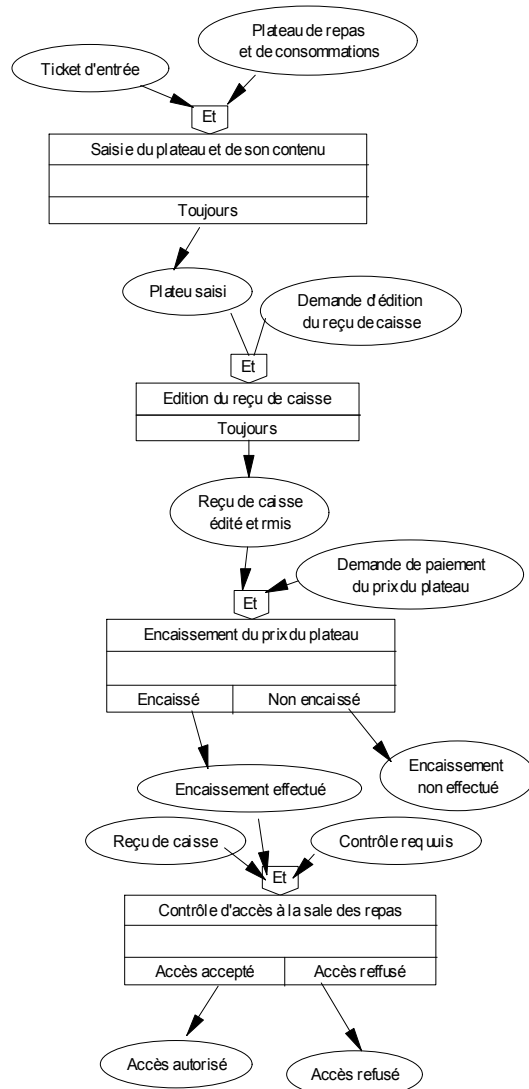 Plateau de repas
et de consommations
Ticket d'entrée
Et
Saisie du plateau et de son contenu
Toujours
Plateu saisi
Demande d'édition
du reçu de caisse
Et
Edition du reçu de caisse
Toujours
Reçu de caisse
édité et rmis
Demande de paiement
du prix du plateau
Et
Encaissement du prix du plateau
Encaissé
Non encaissé
Encaissement effectué
Encaissement
non effectué
Reçu de caisse
Contrôle requuis
Et
Contrôle d'accès à la sale des repas
Accès accepté
Accès reffusé
Accès autorisé
Accès refusé